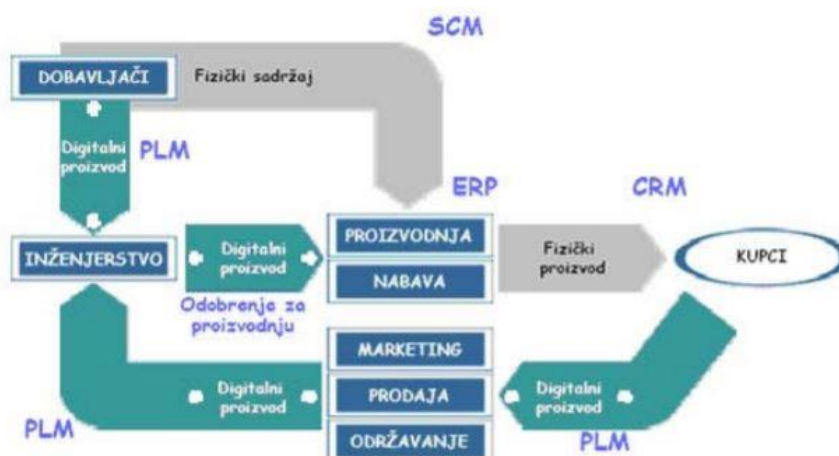 SCM
DOBAVLJAČI
Fizički sadržaj
Digitalni
proizvod
PLM
ERP
CRM
INŽENJERSTVO
Digitalni
proizvod
PROIZVODNJA
NABAVA
Fizički
proizvod
KUPCI
Odobrenje za
proizvodnju
MARKETING
PRODAJA
ODRŽAVANJE
Digitalni
proizvod
Digitalni
proizvod
PLM
PLM